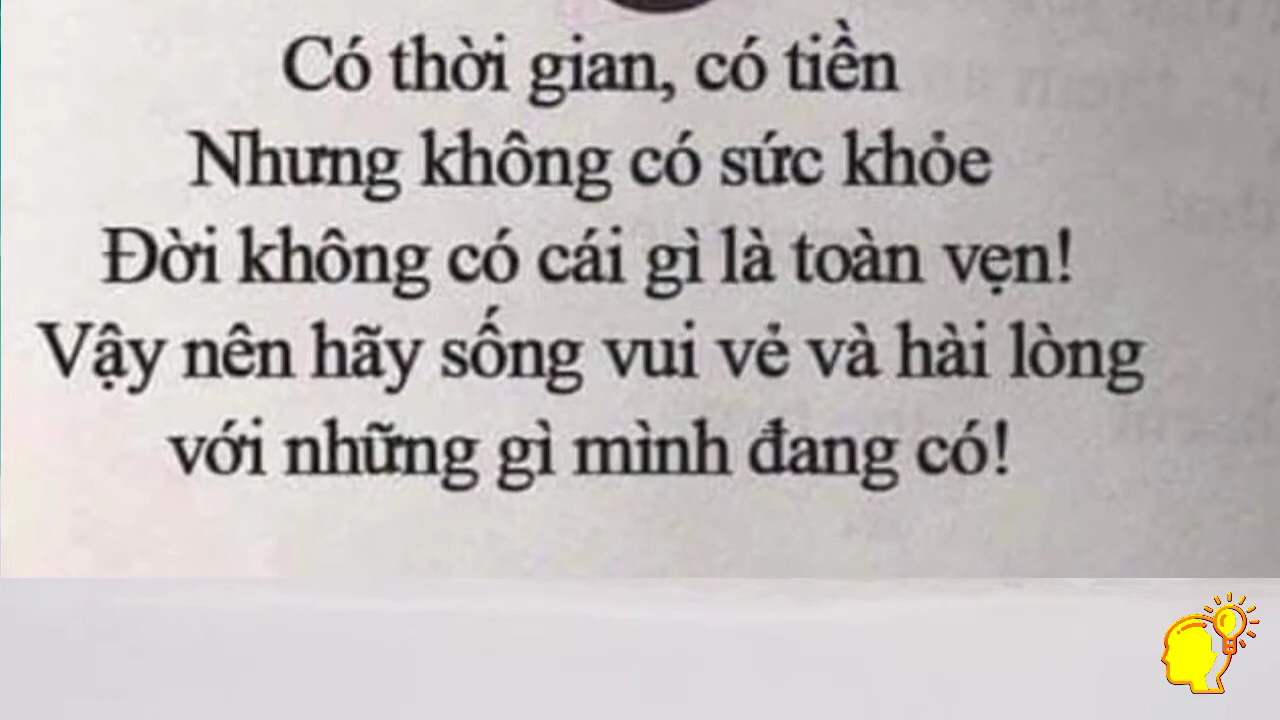 Có thời gian, có tiền
Nhưng không có sức khỏe
Đời không có cái gì là toàn vẹn!
Vậy nên hãy sống vui vẻ và hài lòng
với những gì mình đang có!